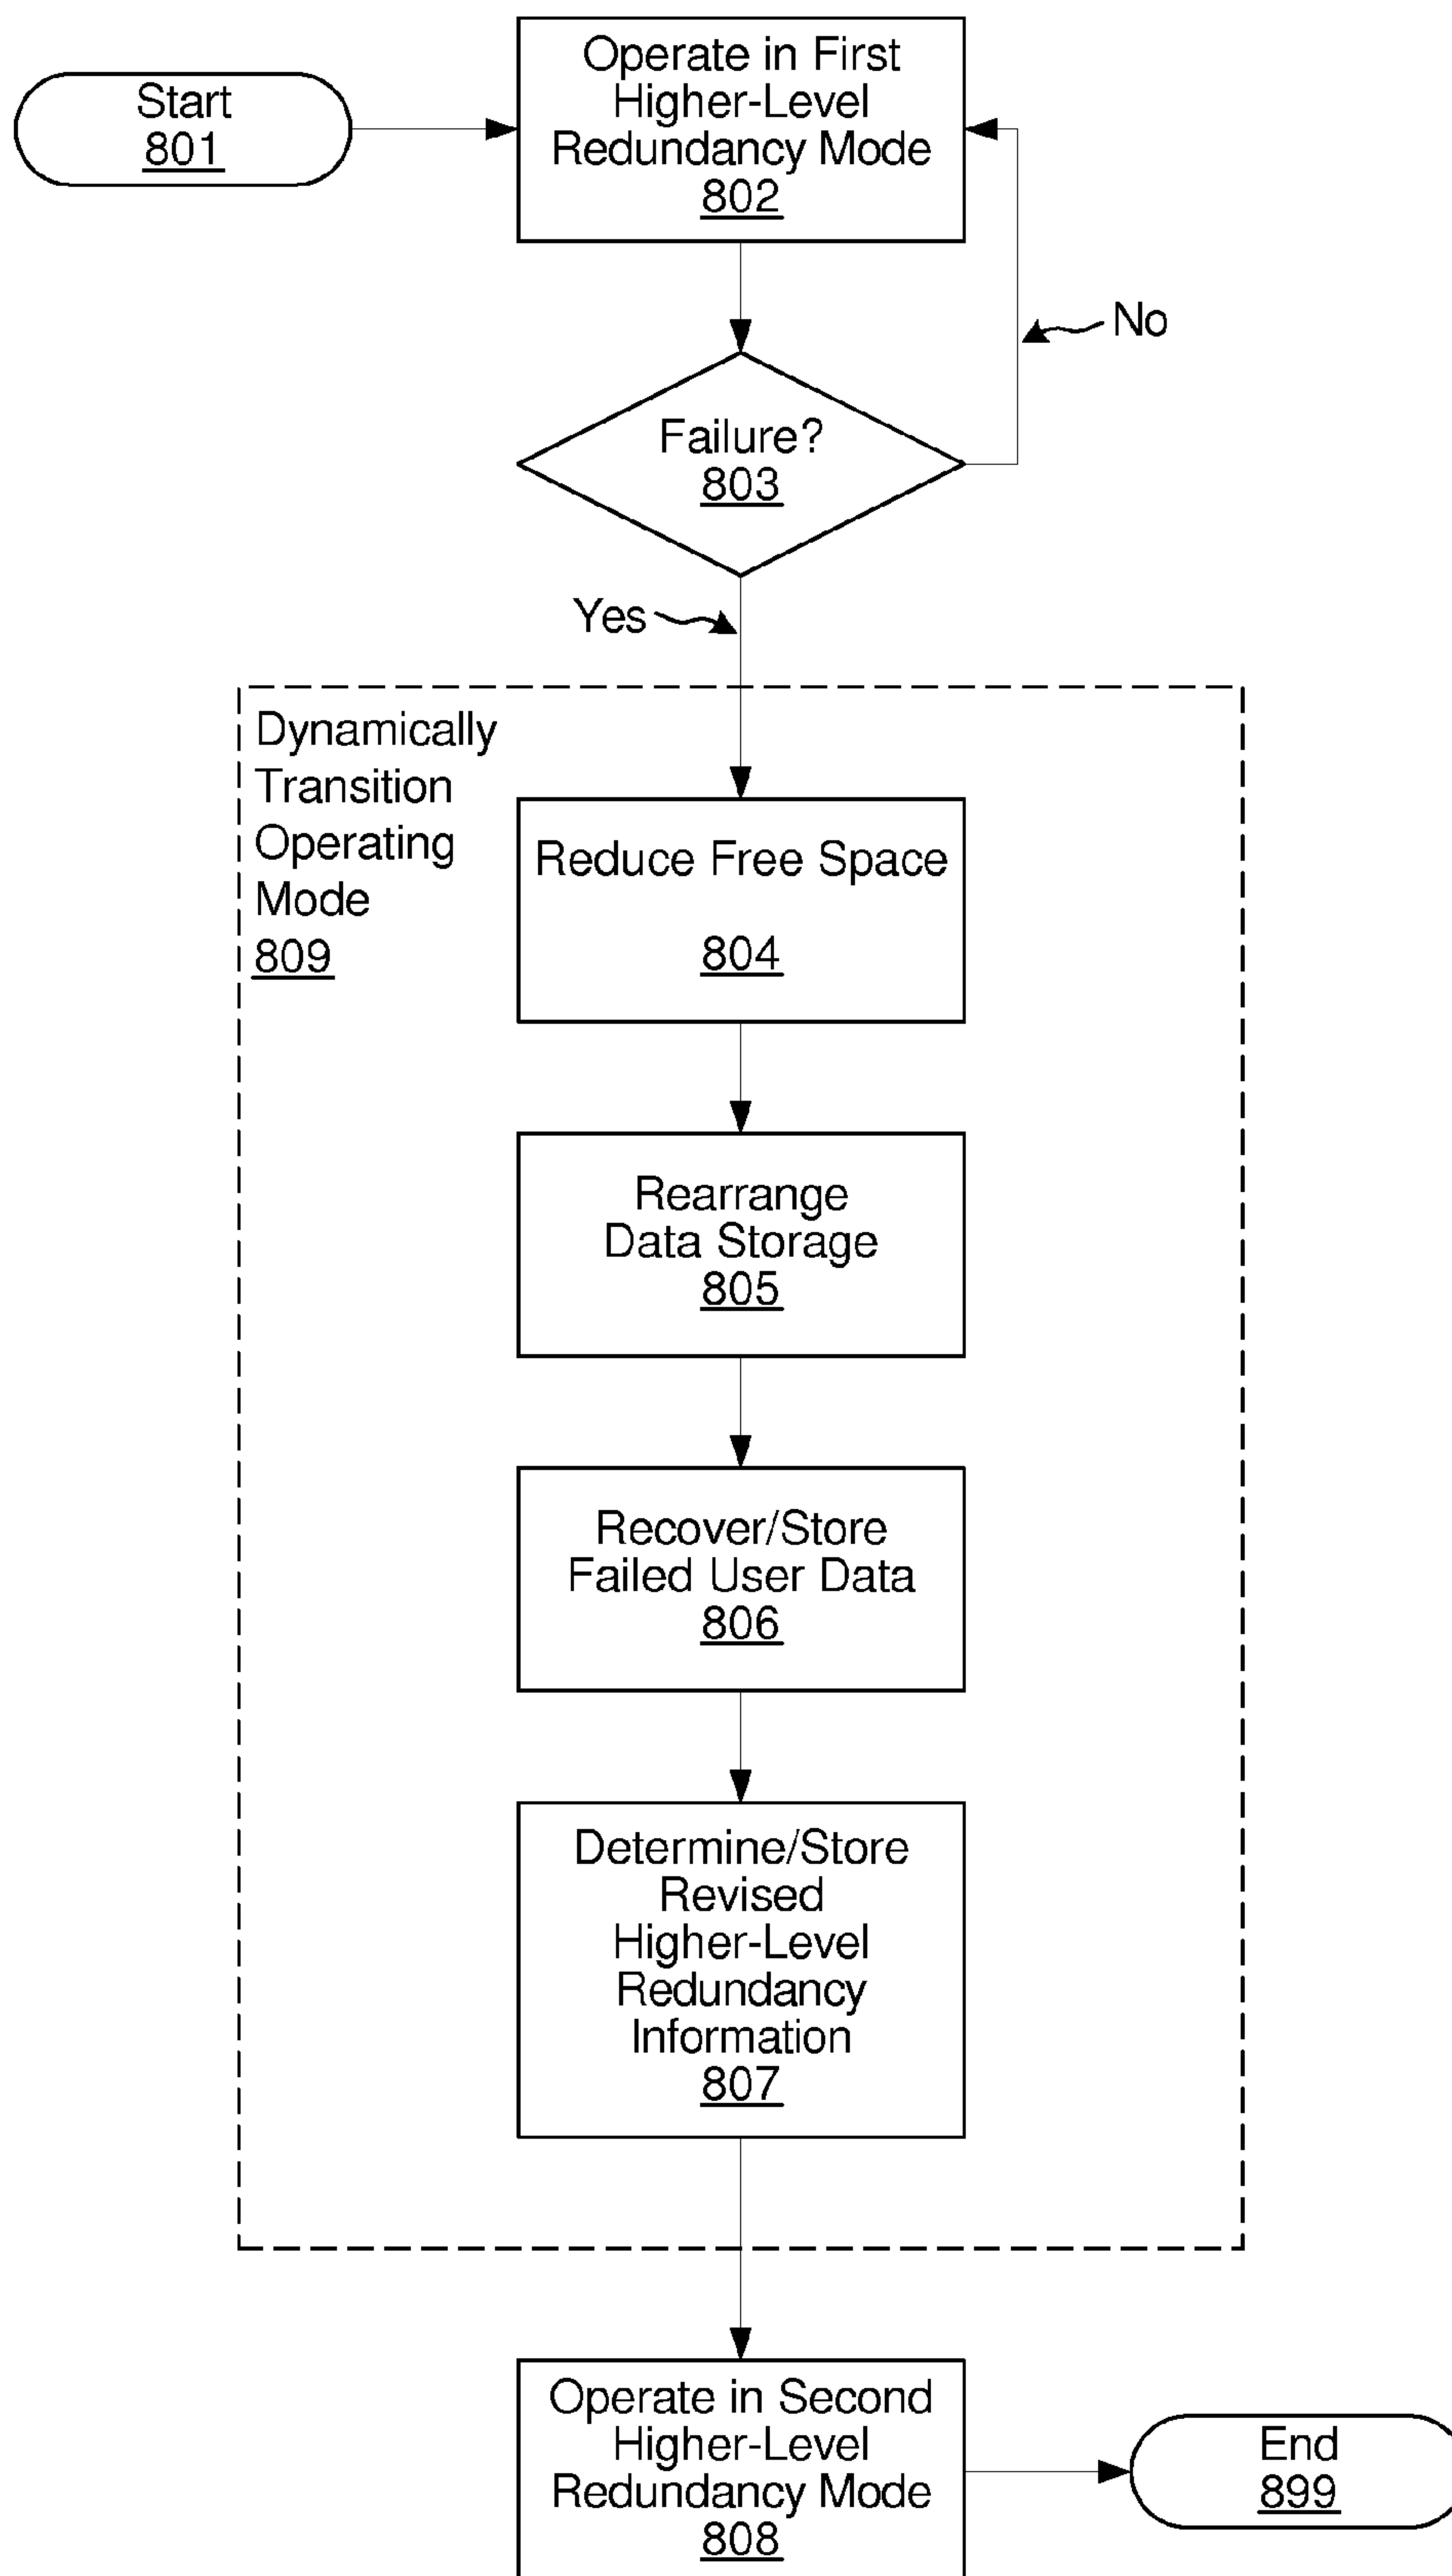 Start
801
Operate in First
Higher-Level
Redundancy Mode
802
Failure?
803
No
Yes
Dynamically
Transition
Operating
Mode
809
Reduce Free Space
804
Rearrange
Data Storage
805
Recover/Store
Failed User Data
806
Determine/Store
Revised
Higher-Level
Redundancy
Information
807
Operate in Second
Higher-Level
Redundancy Mode
808
End
899